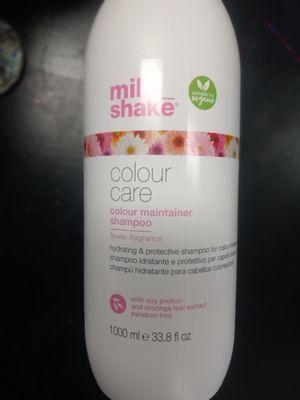 milk
shake®
suitable for
vegans
colour
care
colour maintainer
shampoo
flower fragrance
hydrating & protective shampoo for colour-treated
shampoo idratante e protettivo per capelli colorati
champú hidratante para cabellos coloreados
with soy protein
and moringa leaf extract
paraben free
1000 ml e 33.8 fl oz